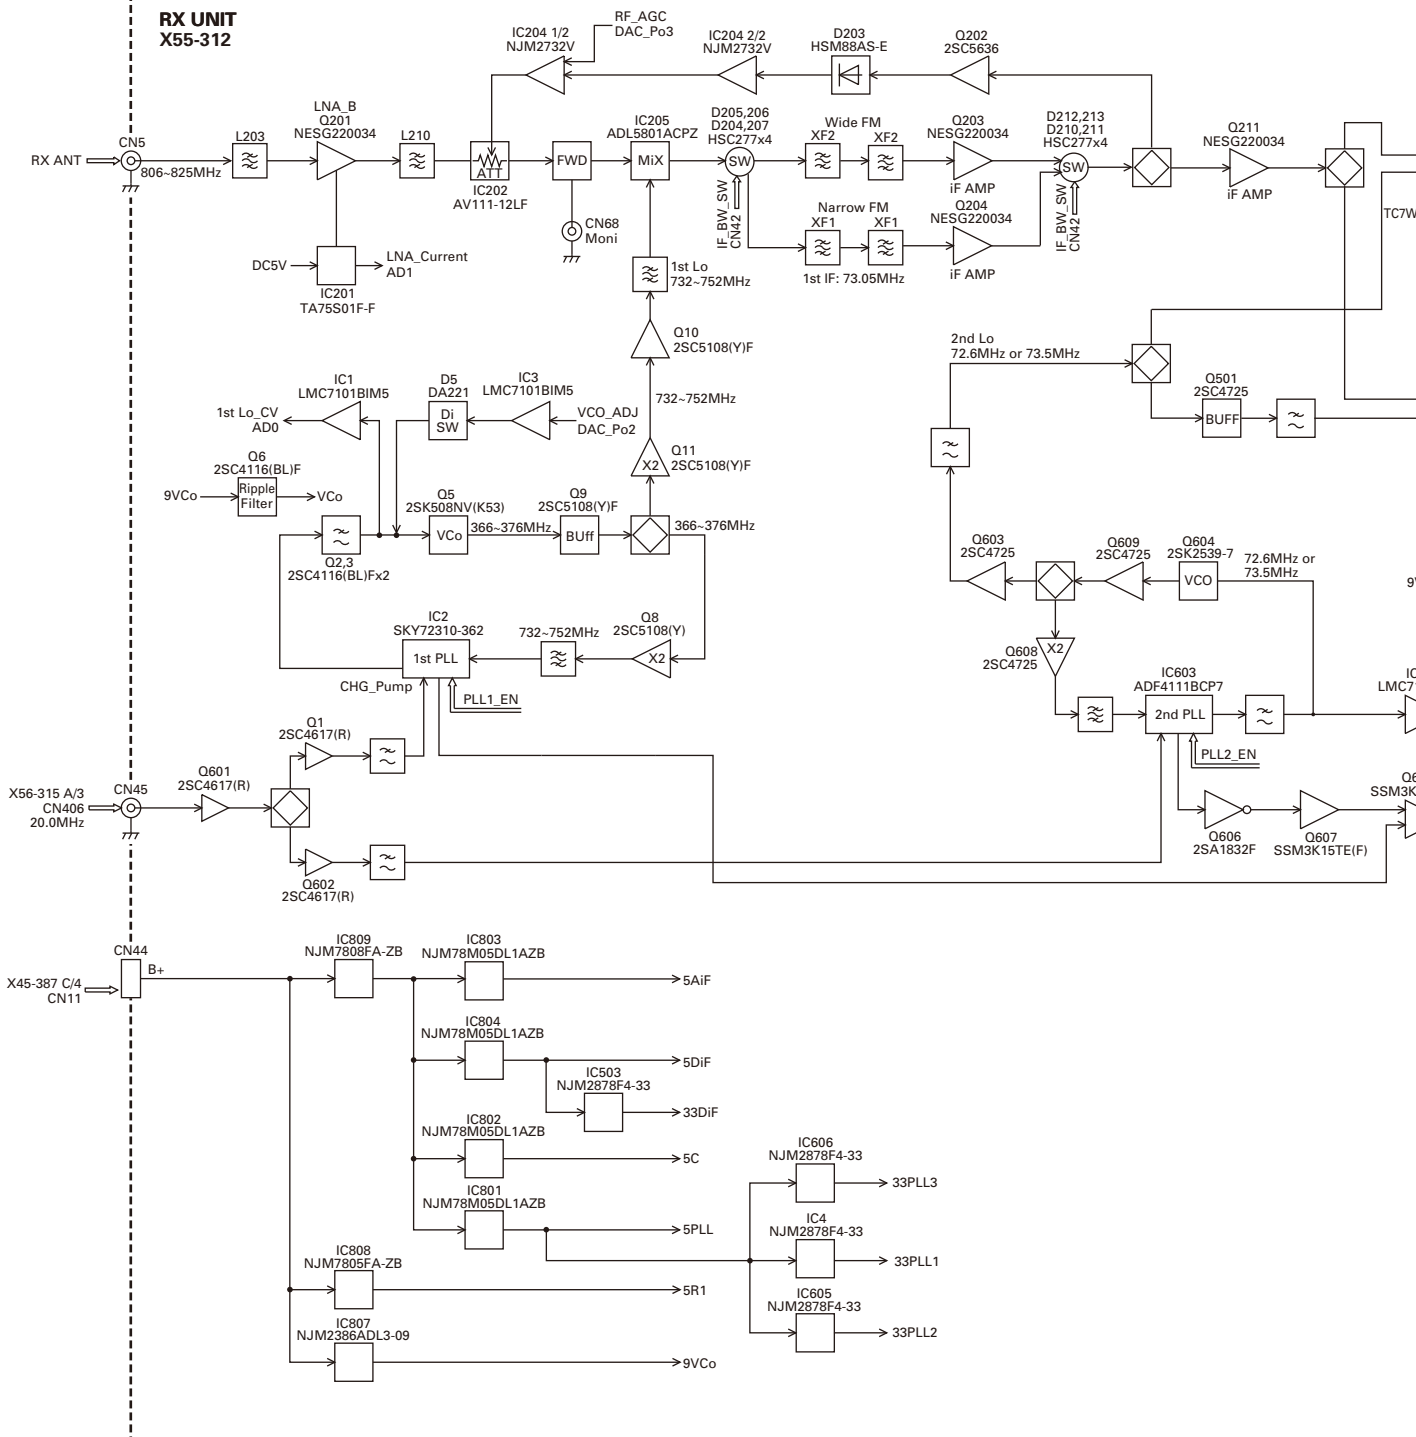 RX UNIT
X55-312
IC204 1/2
NJM2732V
RF_AGC
DAC_Po3
IC204 2/2
NJM2732V
D203
HSM88AS-E
Q202
2SC5636
CN5
RX ANT
806~825MHz
L203
LNA_B
Q201
NESG220034
L210
ATT
IC202
AV111-12LF
FWD
CN68
Moni
IC205
ADL5801ACPZ
MiX
D205,206
D204,207
HSC277x4
SW
IF_BW_SW
CN42
Wide FM
XF2
XF2
Q203
NESG220034
iF AMP
Narrow FM
XF1
XF1
1st IF: 73.05MHz
Q204
NESG220034
iF AMP
D212,213
D210,211
HSC277x4
SW
IF_BW_SW
CN42
Q211
NESG220034
iF AMP
TC7W
DC5V
LNA_Current
AD1
IC201
TA75S01F-F
1st Lo
732~752MHz
Q10
2SC5108(Y)F
732~752MHz
Q11
2SC5108(Y)F
X2
2nd Lo
72.6MHz or 73.5MHz
Q501
2SC4725
BUFF
IC1
LMC7101BIM5
1st Lo_CV
AD0
D5
DA221
Di
SW
IC3
LMC7101BIM5
VCO_ADJ
DAC_Po2
Q6
2SC4116(BL)F
9VCo
Ripple
Filter
VCo
Q2,3
2SC4116(BL)Fx2
Q5
2SK508NV(K53)
VCo
366~376MHz
Q9
2SC5108(Y)F
BUff
366~376MHz
Q603
2SC4725
Q609
2SC4725
Q604
2SK2539-7
VCO
72.6MHz or
73.5MHz
9V
IC2
SKY72310-362
1st PLL
732~752MHz
Q8
2SC5108(Y)
X2
CHG_Pump
PLL1_EN
Q608
2SC4725
X2
IC603
ADF4111BCP7
2nd PLL
PLL2_EN
IC
LMC7
Q1
2SC4617(R)
X56-315 A/3
CN406
20.0MHz
CN45
Q601
2SC4617(R)
Q602
2SC4617(R)
Q606
2SA1832F
Q607
SSM3K15TE(F)
Q6
SSM3K
CN44
B+
X45-387 C/4
CN11
IC809
NJM7808FA-ZB
IC803
NJM78M05DL1AZB
5AiF
IC804
NJM78M05DL1AZB
5DiF
IC503
NJM2878F4-33
33DiF
IC802
NJM78M05DL1AZB
5C
IC801
NJM78M05DL1AZB
5PLL
IC606
NJM2878F4-33
33PLL3
IC4
NJM2878F4-33
33PLL1
IC605
NJM2878F4-33
33PLL2
IC808
NJM7805FA-ZB
5R1
IC807
NJM2386ADL3-09
9VCo